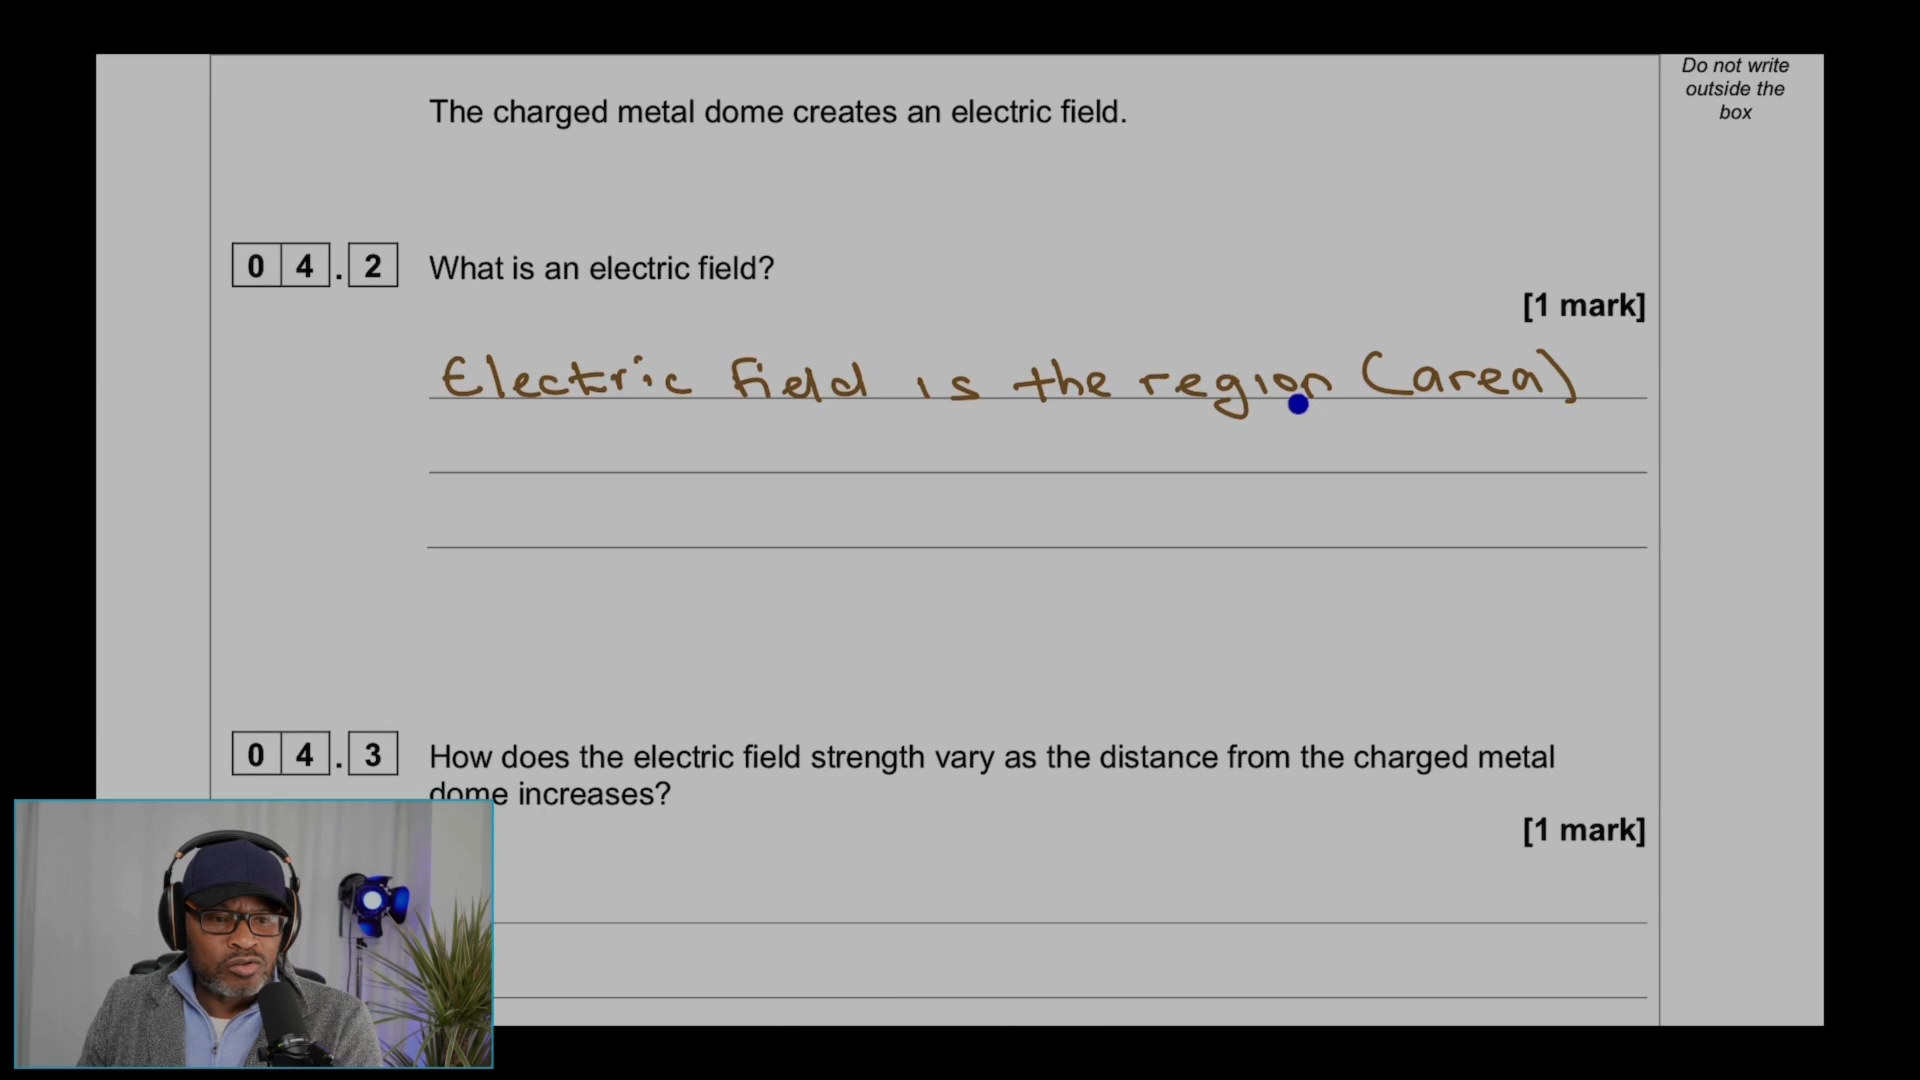 The charged metal dome creates an electric field.
Do not write
outside the
box
0 4 . 2 What is an electric field?
[1 mark]
Electric field is the region (area)
0 4 . 3 How does the electric field strength vary as the distance from the charged metal
dome increases?
[1 mark]